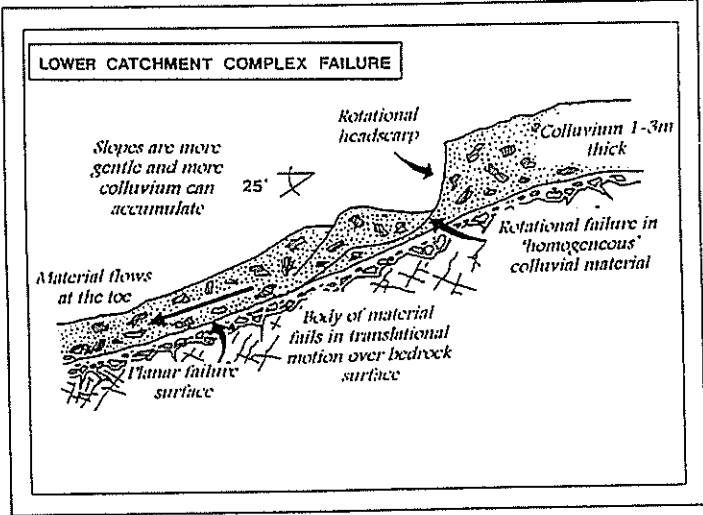 LOWER CATCHMENT COMPLEX FAILURE
Rotational
headscarp
Colluvium 1-3m
thick
Slopes are more
gentle and more
colluvium can
accumulate
25°
Rotational failure in
'homogeneous'
colluvial material
Material flows
at the toe
Body of material
fails in translational
motion over bedrock
surface
Planar failure
surface